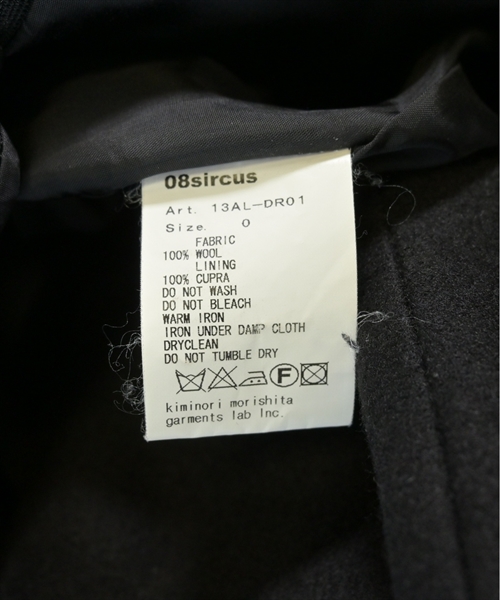 08sircus
Art. 13AL-DR01
Size. 0
FABRIC
100% WOOL
LINING
100% CUPRA
DO NOT WASH
DO NOT BLEACH
WARM IRON
IRON UNDER DAMP CLOTH
DRYCLEAN
DO NOT TUMBLE DRY
F
kiminori morishita
garments lab Inc.